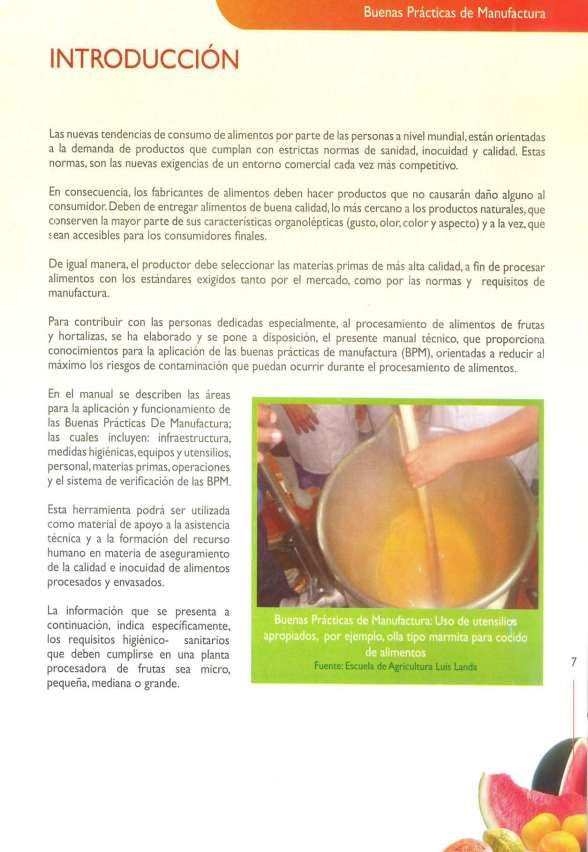 Buenas Prácticas de Manufactura
INTRODUCCIÓN
Las nuevas tendencias de consumo de alimentos por parte de las personas a nivel mundial, están orientadas
a la demanda de productos que cumplan con estrictas normas de sanidad, inocuidad y calidad. Estas
normas, son las nuevas exigencias de un entorno comercial cada vez más competitivo.
En consecuencia, los fabricantes de alimentos deben hacer productos que no causarán daño alguno al
consumidor. Deben de entregar alimentos de buena calidad, lo más cercano a los productos naturales, que
conserven la mayor parte de sus características organolépticas (gusto, olor, color y aspecto) y a la vez, que
sean accesibles para los consumidores finales.
De igual manera, el productor debe seleccionar las materias primas de más alta calidad, a fin de procesar
alimentos con los estándares exigidos tanto por el mercado, como por las normas y requisitos de
manufactura.
Para contribuir con las personas dedicadas especialmente, al procesamiento de alimentos de frutas
y hortalizas, se ha elaborado y se pone a disposición, el presente manual técnico, que proporciona
conocimientos para la aplicación de las buenas prácticas de manufactura (BPM), orientadas a reducir al
máximo los riesgos de contaminación que puedan ocurrir durante el procesamiento de alimentos.
En el manual se describen las áreas
para la aplicación y funcionamiento de
las Buenas Prácticas De Manufactura;
las cuales incluyen: infraestructura,
medidas higiénicas, equipos y utensilios,
personal, materias primas, operaciones
y el sistema de verificación de las BPM.
Esta herramienta podrá ser utilizada
como material de apoyo a la asistencia
técnica y a la formación del recurso
humano en materia de aseguramiento
de la calidad e inocuidad de alimentos
procesados y envasados.
La información que se presenta a
continuación, indica específicamente,
los requisitos higiénico- sanitarios
que deben cumplirse en una planta
procesadora de frutas sea micro,
pequeña, mediana o grande.
Buenas Prácticas de Manufactura: Uso de utensilios
apropiados, por ejemplo, olla tipo marmita para cocido
de alimentos
Fuente: Escuela de Agricultura Luis Landa
7